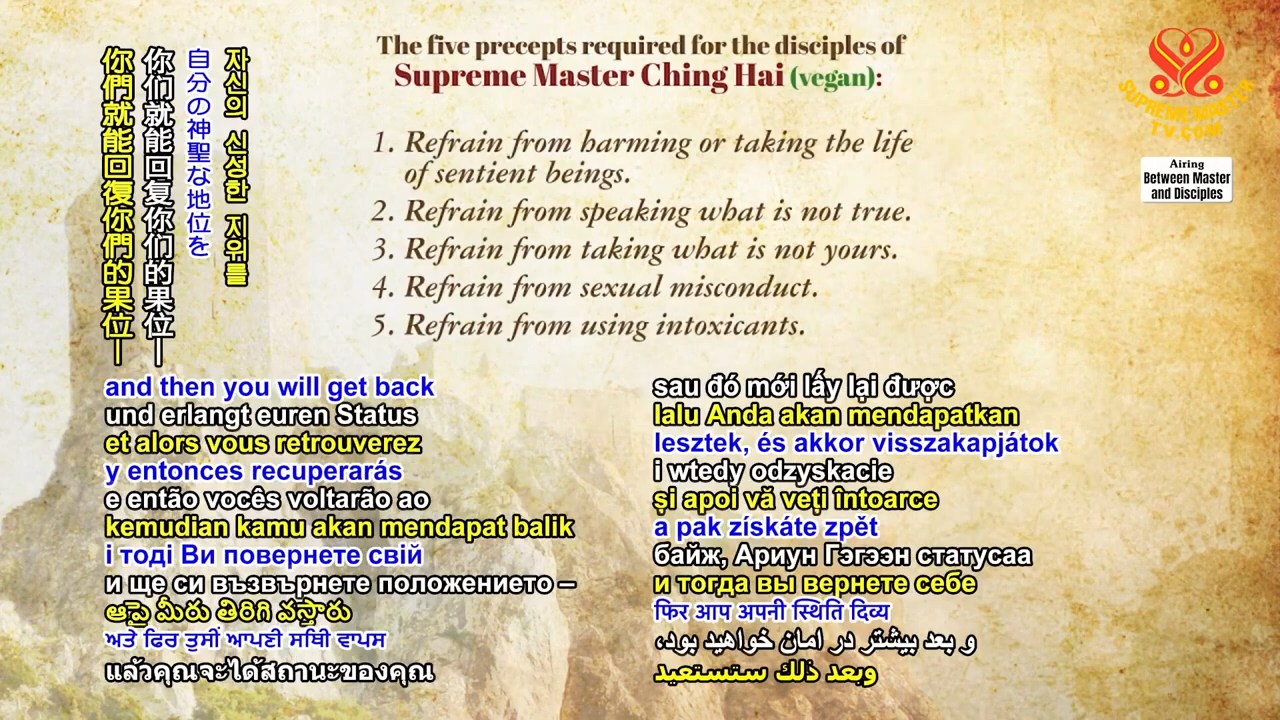 The five precepts required for the disciples of
Supreme Master Ching Hai (vegan):
1. Refrain from harming or taking the life
of sentient beings.
2. Refrain from speaking what is not true.
3. Refrain from taking what is not yours.
4. Refrain from sexual misconduct.
5. Refrain from using intoxicants.
SUPREMEMASTER
TV.COM
Airing
Between Master
and Disciples
你們就能回復你們的果位—
你们就能回复你们的果位—
自分の神聖な地位を
자신의 신성한 지위를
and then you will get back
und erlangt euren Status
et alors vous retrouverez
y entonces recuperarás
e então vocês voltarão ao
kemudian kamu akan mendapat balik
і тоді Ви повернете свій
и ще си възвърнете положението –
ఆపై మీరు తిరిగి వస్తారు
ਅਤੇ ਫਿਰ ਤੁਸੀਂ ਆਪਣੀ ਸਥਿੀ ਵਾਪਸ
แล้วคุณจะได้สถานะของคุณ
sau đó mới lấy lại được
lalu Anda akan mendapatkan
lesztek, és akkor visszakapjátok
i wtedy odzyskacie
și apoi vă veți întoarce
a pak získáte zpět
байж, Ариун Гэгээн статусаа
и тогда вы вернете себе
फिर आप अपनी स्थिति दिव्य
و بعد بیشتر در امان خواهید بود،
وبعد ذلك ستستعيد